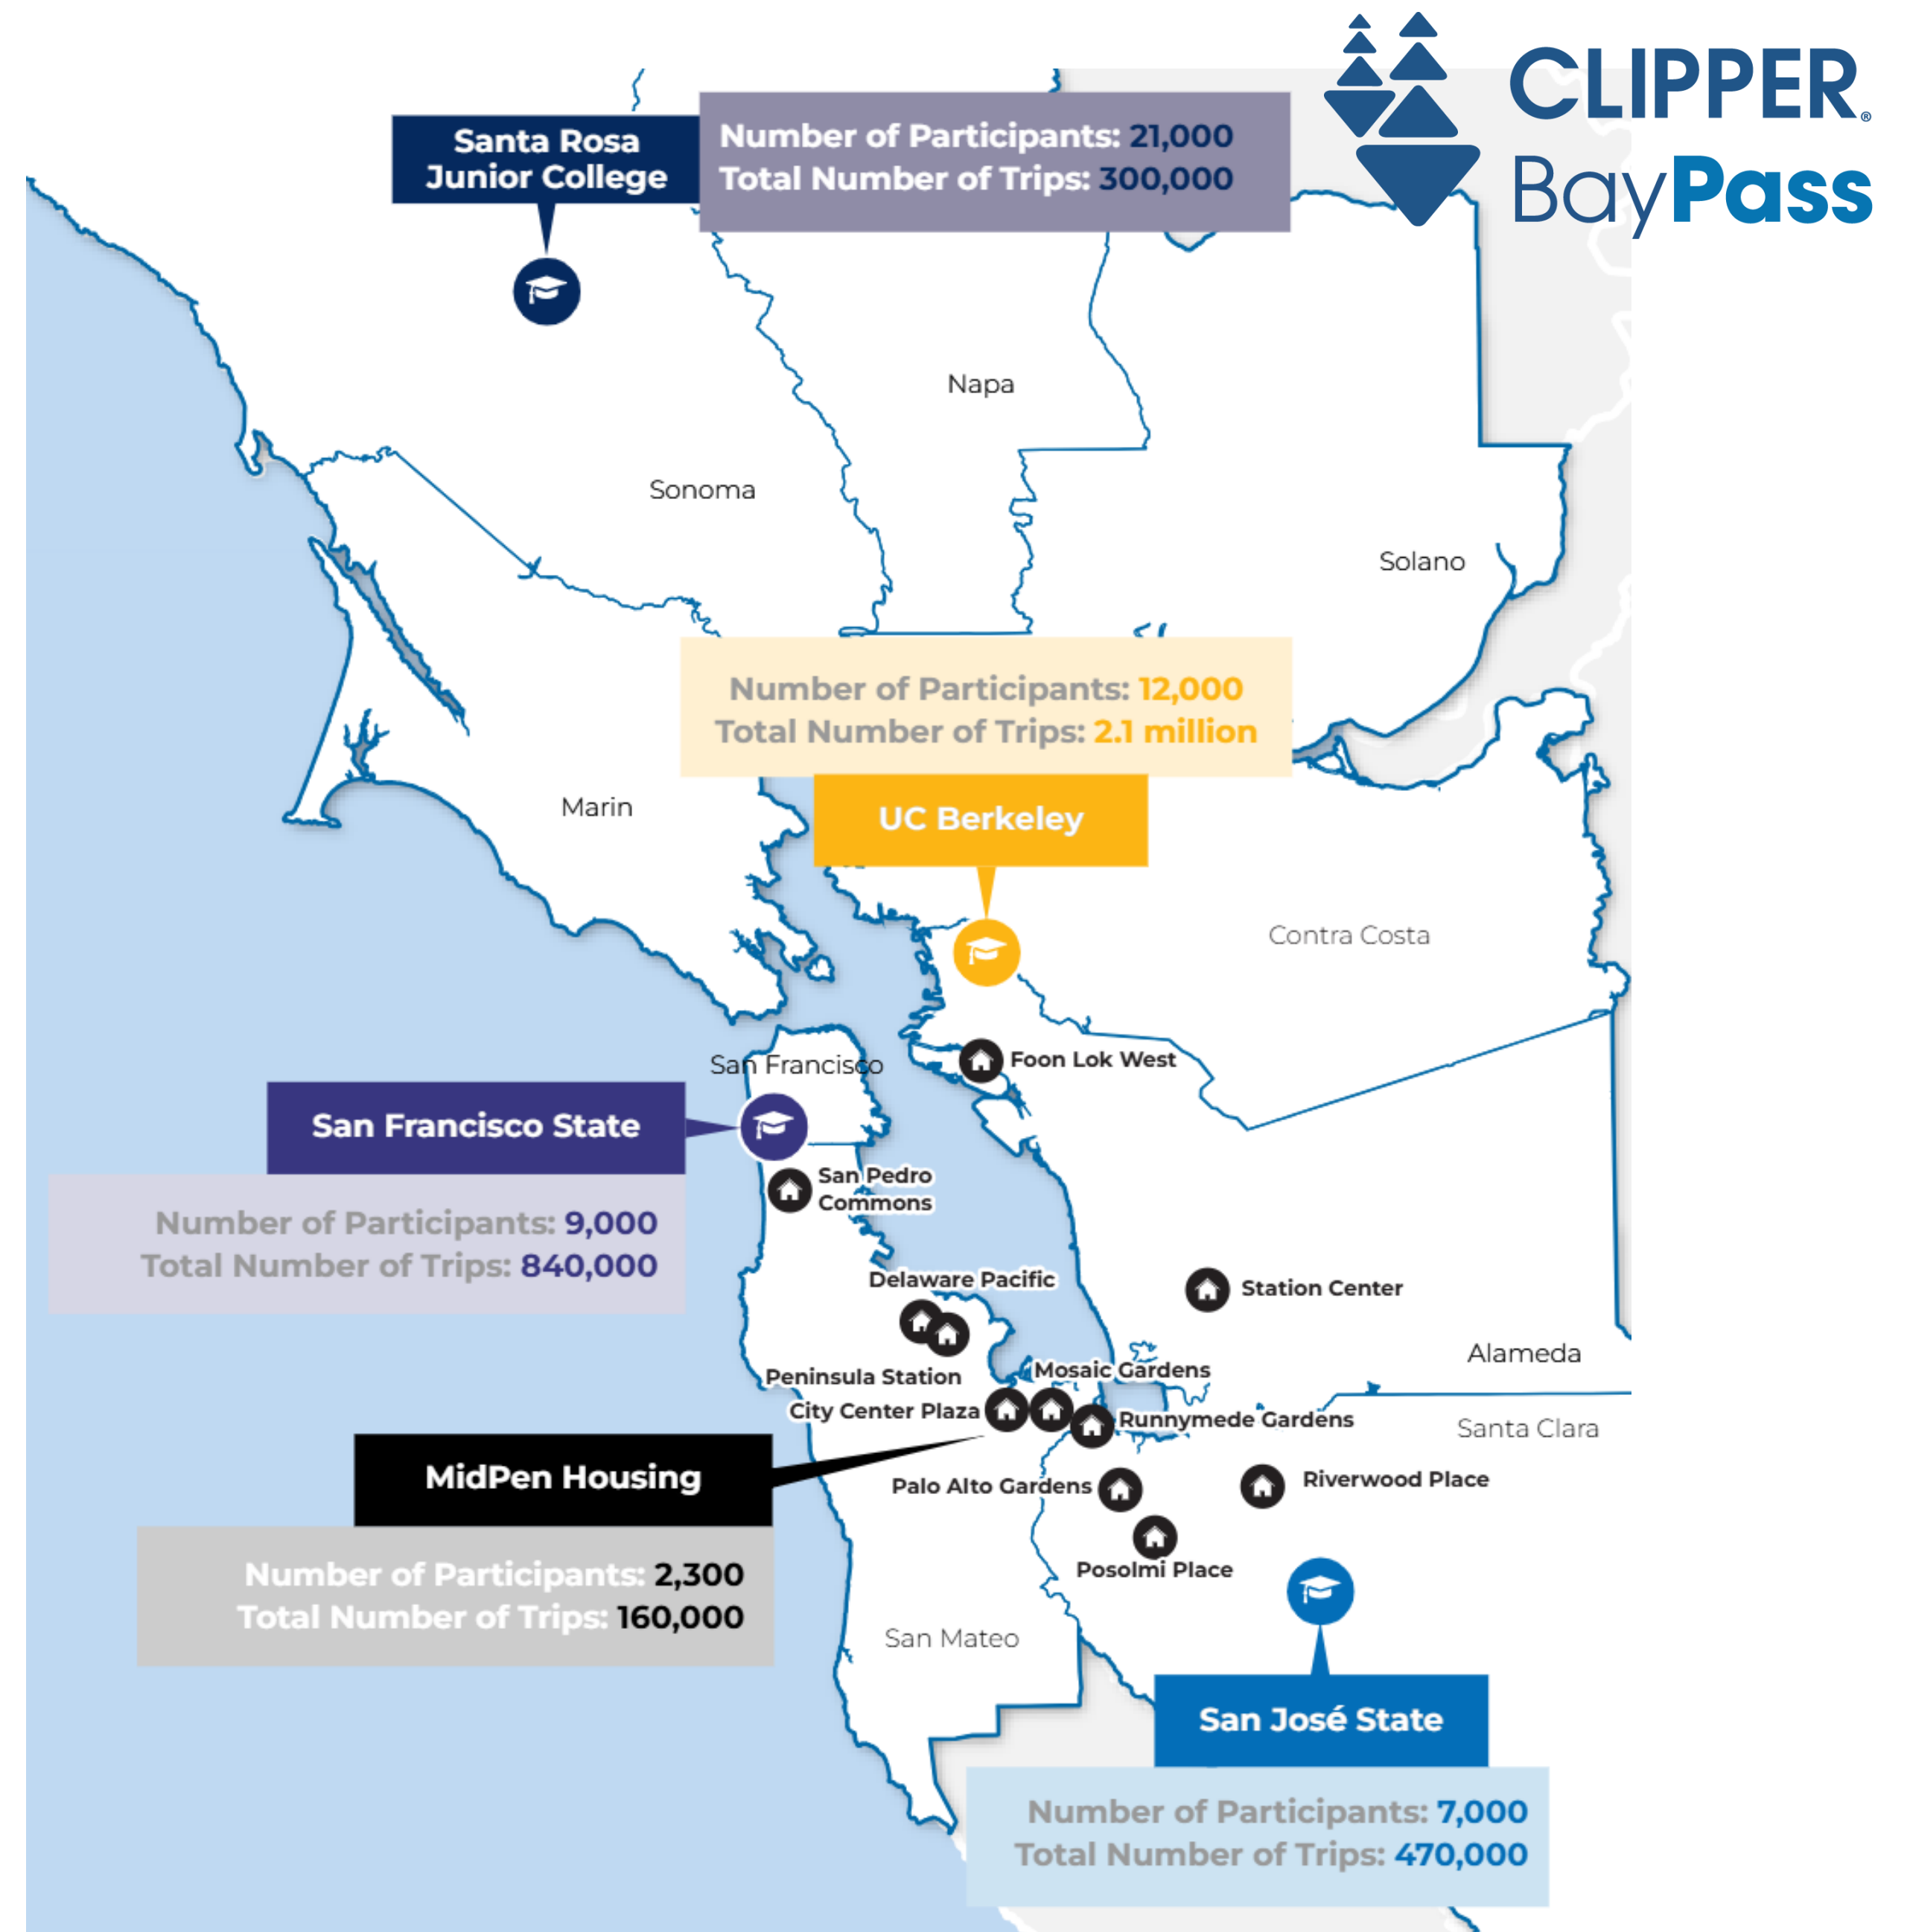 CLIPPER®
BayPass
Santa Rosa
Junior College
Number of Participants: 21,000
Total Number of Trips: 300,000
Napa
Sonoma
Solano
Number of Participants: 12,000
Total Number of Trips: 2.1 million
Marin
UC Berkeley
Contra Costa
San Francisco
Foon Lok West
San Francisco State
Number of Participants: 9,000
Total Number of Trips: 840,000
San Pedro
Commons
Delaware Pacific
Station Center
Alameda
Peninsula Station
Mosaic Gardens
City Center Plaza
Runnymede Gardens
Santa Clara
MidPen Housing
Number of Participants: 2,300
Total Number of Trips: 160,000
Palo Alto Gardens
Riverwood Place
Posolmi Place
San Mateo
San José State
Number of Participants: 7,000
Total Number of Trips: 470,000